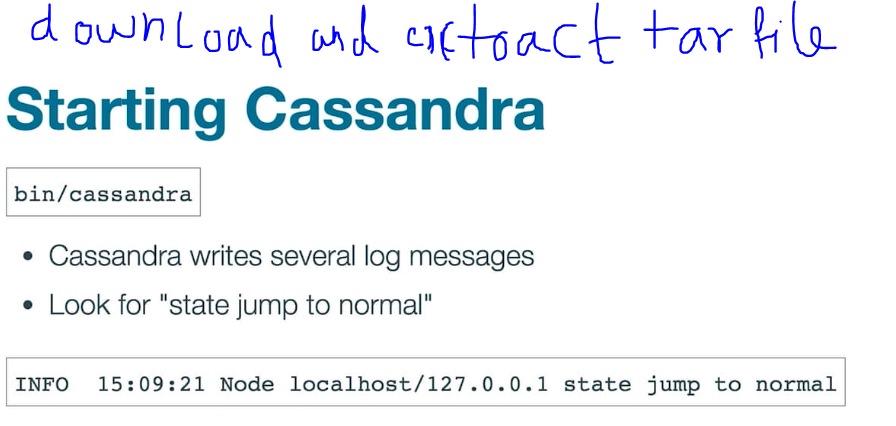 download and extract tar file
Starting Cassandra
bin/cassandra
• Cassandra writes several log messages
• Look for "state jump to normal"
INFO  15:09:21 Node localhost/127.0.0.1 state jump to normal